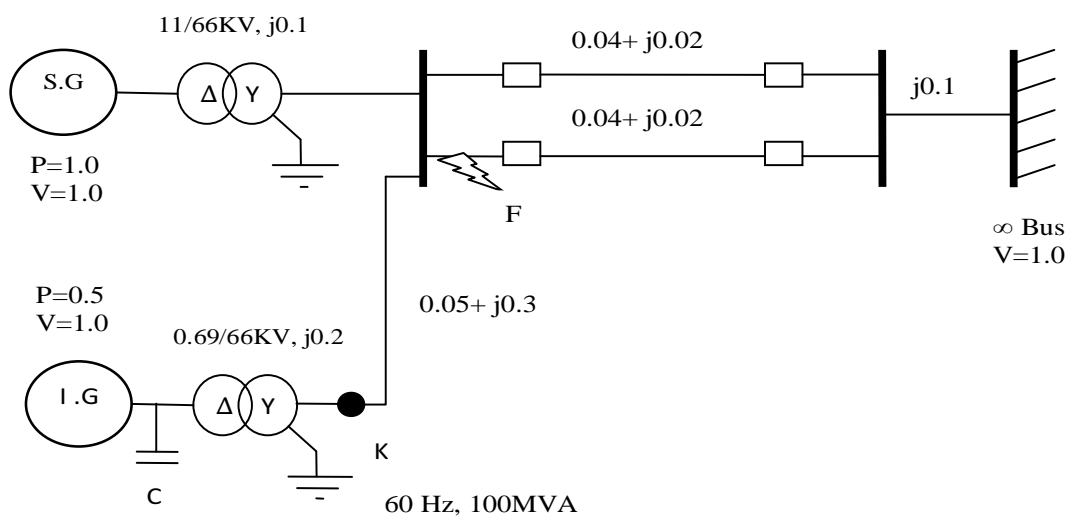 11/66KV, j0.1
S.G
Δ Y
P=1.0
V=1.0
0.04+ j0.02
0.04+ j0.02
j0.1
F
∞ Bus
V=1.0
P=0.5
V=1.0
0.05+ j0.3
0.69/66KV, j0.2
I .G
Δ Y
K
C
60 Hz, 100MVA